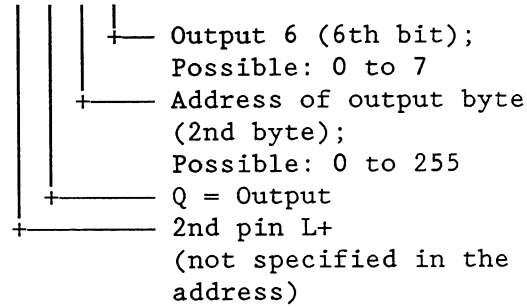 Output 6 (6th bit);
Possible: 0 to 7
Address of output byte
(2nd byte);
Possible: 0 to 255
Q = Output
2nd pin L+
(not specified in the
address)